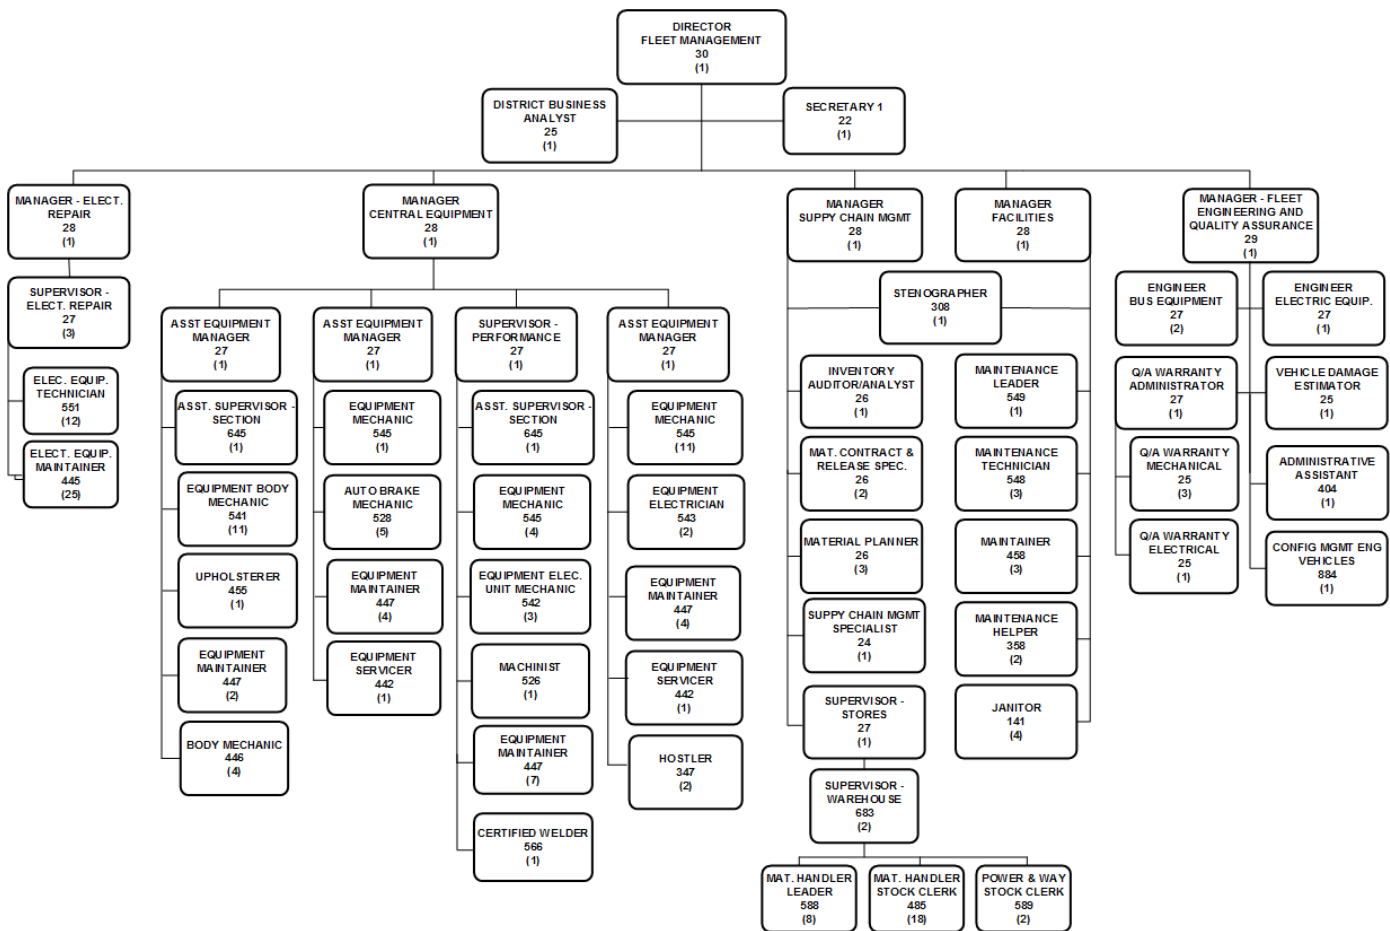 DIRECTOR
FLEET MANAGEMENT
30
(1)
DISTRICT BUSINESS
ANALYST
25
(1)
SECRETARY 1
22
(1)
MANAGER - ELECT.
REPAIR
28
(1)
MANAGER
CENTRAL EQUIPMENT
28
(1)
MANAGER
SUPPLY CHAIN MGMT
28
(1)
MANAGER
FACILITIES
28
(1)
MANAGER - FLEET
ENGINEERING AND
QUALITY ASSURANCE
29
(1)
SUPERVISOR -
ELECT. REPAIR
27
(3)
ELEC. EQUIP.
TECHNICIAN
551
(12)
ELECT. EQUIP.
MAINTAINER
445
(25)
ASST EQUIPMENT
MANAGER
27
(1)
ASST. SUPERVISOR -
SECTION
645
(1)
EQUIPMENT BODY
MECHANIC
541
(11)
UPHOLSTERER
455
(1)
EQUIPMENT
MAINTAINER
447
(2)
BODY MECHANIC
446
(4)
ASST EQUIPMENT
MANAGER
27
(1)
EQUIPMENT
MECHANIC
545
(1)
AUTO BRAKE
MECHANIC
528
(5)
EQUIPMENT
MAINTAINER
447
(4)
EQUIPMENT
SERVICER
442
(1)
SUPERVISOR -
PERFORMANCE
27
(1)
ASST. SUPERVISOR -
SECTION
645
(1)
EQUIPMENT
MECHANIC
545
(4)
EQUIPMENT ELEC.
UNIT MECHANIC
542
(3)
MACHINIST
526
(1)
EQUIPMENT
MAINTAINER
447
(7)
CERTIFIED WELDER
566
(1)
ASST EQUIPMENT
MANAGER
27
(1)
EQUIPMENT
MECHANIC
545
(11)
EQUIPMENT
ELECTRICIAN
543
(2)
EQUIPMENT
MAINTAINER
447
(4)
EQUIPMENT
SERVICER
442
(1)
HOSTLER
347
(2)
STENOGRAPHER
308
(1)
INVENTORY
AUDITOR/ANALYST
26
(1)
MAT. CONTRACT &
RELEASE SPEC.
26
(2)
MATERIAL PLANNER
26
(3)
SUPPLY CHAIN MGMT
SPECIALIST
24
(1)
SUPERVISOR -
STORES
27
(1)
SUPERVISOR -
WAREHOUSE
683
(2)
MAT. HANDLER
LEADER
588
(8)
MAT. HANDLER
STOCK CLERK
485
(18)
POWER & WAY
STOCK CLERK
589
(2)
MAINTENANCE
LEADER
549
(1)
MAINTENANCE
TECHNICIAN
548
(3)
MAINTAINER
458
(3)
MAINTENANCE
HELPER
358
(2)
JANITOR
141
(4)
ENGINEER
BUS EQUIPMENT
27
(2)
ENGINEER
ELECTRIC EQUIP.
27
(1)
Q/A WARRANTY
ADMINISTRATOR
27
(1)
VEHICLE DAMAGE
ESTIMATOR
25
(1)
Q/A WARRANTY
MECHANICAL
25
(3)
ADMINISTRATIVE
ASSISTANT
404
(1)
Q/A WARRANTY
ELECTRICAL
25
(1)
CONFIG MGMT ENG
VEHICLES
884
(1)